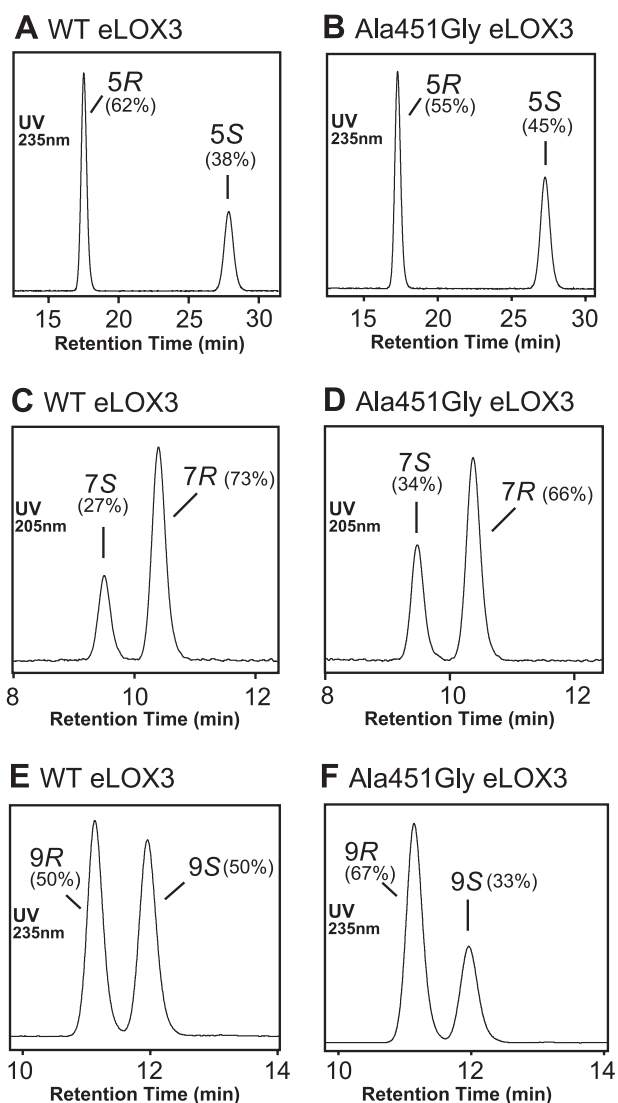 A WT eLOX3
5R
(62%)
UV
235nm
5S
(38%)
15 20 25 30
Retention Time (min)
B Ala451Gly eLOX3
5R
(55%)
UV
235nm
5S
(45%)
15 20 25 30
Retention Time (min)
C WT eLOX3
7S
(27%)
7R (73%)
UV
205nm
8 10 12
Retention Time (min)
D Ala451Gly eLOX3
7S
(34%)
7R (66%)
UV
205nm
8 10 12
Retention Time (min)
E WT eLOX3
9R
(50%)
9S (50%)
UV
235nm
10 12 14
Retention Time (min)
F Ala451Gly eLOX3
9R
(67%)
9S (33%)
UV
235nm
10 12 14
Retention Time (min)